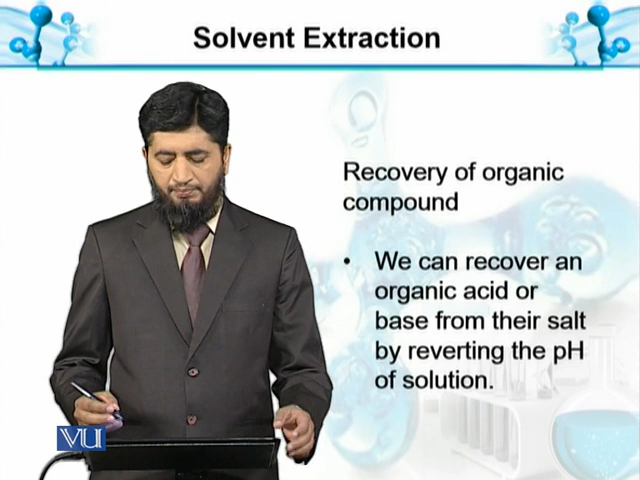 Solvent Extraction
Recovery of organic
compound
• We can recover an
organic acid or
base from their salt
by reverting the pH
of solution.
VU